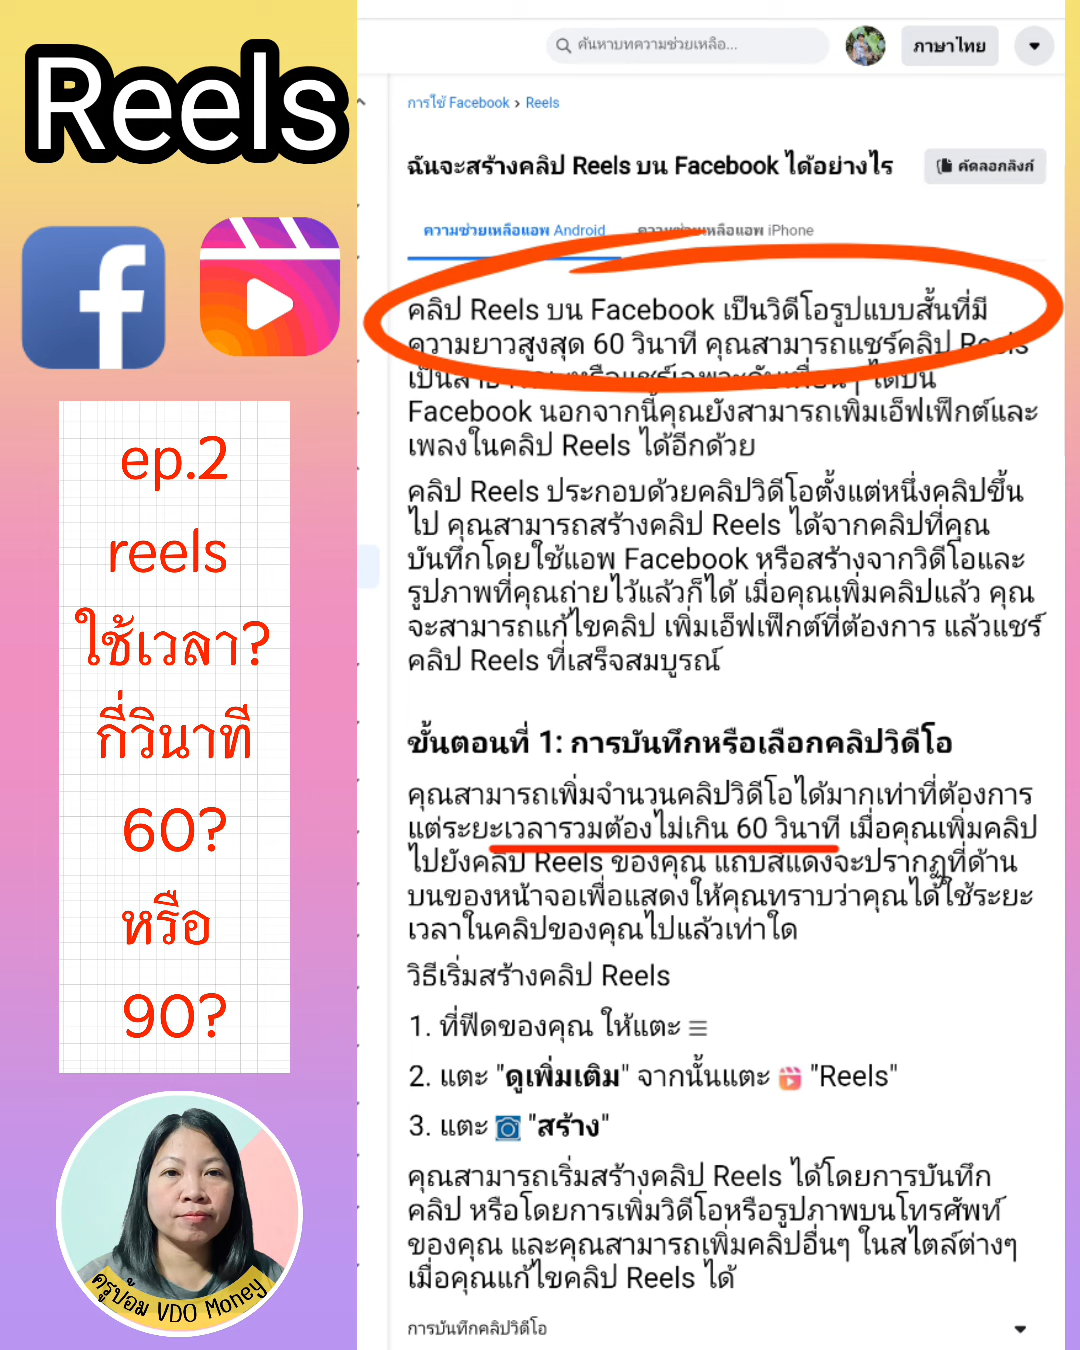 Reels
ep.2
reels
ใช้เวลา?
กี่วินาที
60?
หรือ
90?
ครูป้อม VDO Money
ค้นหาบทความช่วยเหลือ...
ภาษาไทย
การใช้ Facebook › Reels
ฉันจะสร้างคลิป Reels บน Facebook ได้อย่างไร
คัดลอกลิงก์
ความช่วยเหลือแอพ Android
ความช่วยเหลือแอพ iPhone
คลิป Reels บน Facebook เป็นวิดีโอรูปแบบสั้นที่มี
ความยาวสูงสุด 60 วินาที คุณสามารถแชร์คลิป Reels
เป็นสาธารณะหรือแชร์เฉพาะกับเพื่อนๆ ได้บน
Facebook นอกจากนี้คุณยังสามารถเพิ่มเอ็ฟเฟ็กต์และ
เพลงในคลิป Reels ได้อีกด้วย
คลิป Reels ประกอบด้วยคลิปวิดีโอตั้งแต่หนึ่งคลิปขึ้น
ไป คุณสามารถสร้างคลิป Reels ได้จากคลิปที่คุณ
บันทึกโดยใช้แอพ Facebook หรือสร้างจากวิดีโอและ
รูปภาพที่คุณถ่ายไว้แล้วก็ได้ เมื่อคุณเพิ่มคลิปแล้ว คุณ
จะสามารถแก้ไขคลิป เพิ่มเอ็ฟเฟ็กต์ที่ต้องการ แล้วแชร์
คลิป Reels ที่เสร็จสมบูรณ์
ขั้นตอนที่ 1: การบันทึกหรือเลือกคลิปวิดีโอ
คุณสามารถเพิ่มจำนวนคลิปวิดีโอได้มากเท่าที่ต้องการ
แต่ระยะเวลารวมต้องไม่เกิน 60 วินาที เมื่อคุณเพิ่มคลิป
ไปยังคลิป Reels ของคุณ แถบสีแดงจะปรากฏที่ด้าน
บนของหน้าจอเพื่อแสดงให้คุณทราบว่าคุณได้ใช้ระยะ
เวลาในคลิปของคุณไปแล้วเท่าใด
วิธีเริ่มสร้างคลิป Reels
1. ที่ฟีดของคุณ ให้แตะ ☰
2. แตะ "ดูเพิ่มเติม" จากนั้นแตะ "Reels"
3. แตะ "สร้าง"
คุณสามารถเริ่มสร้างคลิป Reels ได้โดยการบันทึก
คลิป หรือโดยการเพิ่มวิดีโอหรือรูปภาพบนโทรศัพท์
ของคุณ และคุณสามารถเพิ่มคลิปอื่นๆ ในสไตล์ต่างๆ
เมื่อคุณแก้ไขคลิป Reels ได้
การบันทึกคลิปวิดีโอ